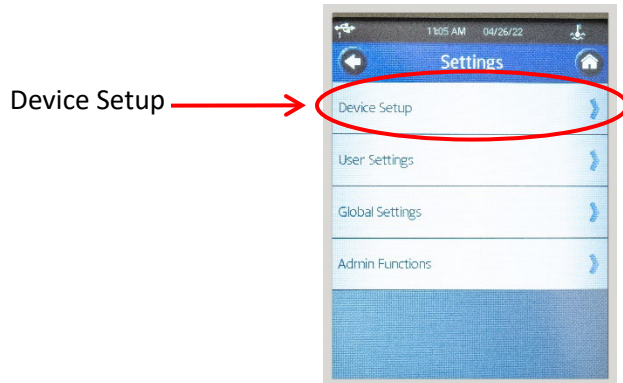 11:05 AM 04/26/22
Settings
Device Setup
Device Setup
User Settings
Global Settings
Admin Functions